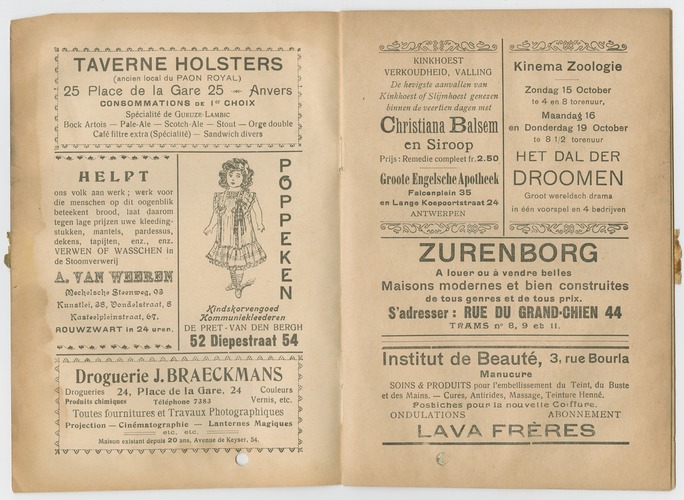 TAVERNE HOLSTERS
(ancien local du PAON ROYAL)
25 Place de la Gare 25 Anvers
CONSOMMATIONS DE 1er CHOIX
Spécialité de GUEUZE-LAMBIC
Bock Artois — Pale-Ale — Scotch-Ale — Stout — Orge double
Café filtre extra (Spécialité) — Sandwich divers
HELPT
ons volk aan werk ; werk voor
die menschen op dit oogenblik
beteekent brood, laat daarom
tegen lage prijzen uwe kleeding-
stukken, mantels, pardessus,
dekens, tapijten, enz., enz.
VERWEN OF WASSCHEN in
de Stoomverwerij
A. VAN WEEREN
Mechelsche Steenweg, 93
Kunstlei, 38, Vondelstraat, 8
Kasteelpleinstraat, 67,
ROUWZWART in 24 uren.
POPPEKEN
Kindskorvengoed
Kommuniekleederen
DE PRET-VAN DEN BERGH
52 Diepestraat 54
Droguerie J. BRAECKMANS
Drogueries 24, Place de la Gare, 24 Couleurs
Produits chimiques Téléphone 7383 Vernis, etc.
Toutes fournitures et Travaux Photographiques
Projection — Cinématographie — Lanternes Magiques
etc. etc.
Maison existant depuis 20 ans, Avenue de Keyser, 54.
KINKHOEST
VERKOUDHEID, VALLING
De hevigste aanvallen van
Kinkhoest of Slijmhoest genezen
binnen de veertien dagen met
Christiana Balsem
en Siroop
Prijs : Remedie compleet fr. 2.50
Groote Engelsche Apotheek
Falconplein 35
en Lange Koepoortstraat 24
ANTWERPEN
Kinema Zoologie
Zondag 15 October
te 4 en 8 torenuur,
Maandag 16
en Donderdag 19 October
te 8 1/2 torenuur
HET DAL DER
DROOMEN
Groot wereldsch drama
in één voorspel en 4 bedrijven
ZURENBORG
A louer ou à vendre belles
Maisons modernes et bien construites
de tous genres et de tous prix.
S'adresser : RUE DU GRAND-CHIEN 44
TRAMS nos 8, 9 et 11.
Institut de Beauté, 3, rue Bourla
Manucure
SOINS & PRODUITS pour l'embellissement du Teint, du Buste
et des Mains. — Cures, Antirides, Massage, Teinture Henné.
Postiches pour la nouvelle Coiffure.
ONDULATIONS ABONNEMENT
LAVA FRÈRES